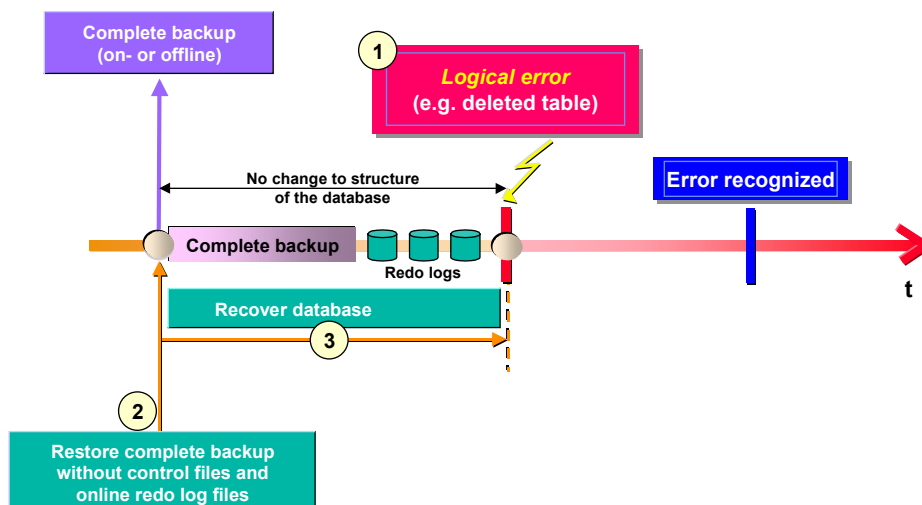 Complete backup
(on- or offline)
1
Logical error
(e.g. deleted table)
No change to structure
of the database
Error recognized
Complete backup
Redo logs
t
Recover database
3
2
Restore complete backup
without control files and
online redo log files